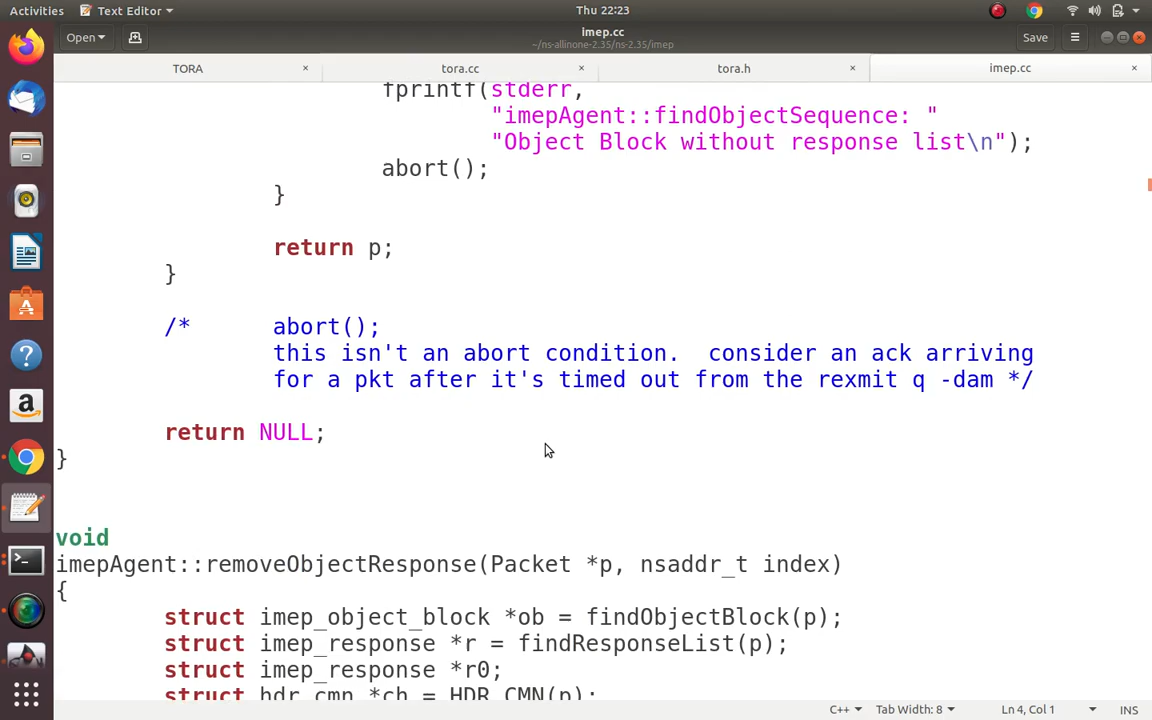 Activities Text Editor Thu 22:23
Open imep.cc Save
~/ns-allinone-2.35/ns-2.35/imep
TORA × tora.cc × tora.h × imep.cc ×
fprintf(stderr,
"imepAgent::findObjectSequence: "
"Object Block without response list\n");
abort();
}
return p;
}
/* abort();
this isn't an abort condition. consider an ack arriving
for a pkt after it's timed out from the rexmit q -dam */
return NULL;
}
void
imepAgent::removeObjectResponse(Packet *p, nsaddr_t index)
{
struct imep_object_block *ob = findObjectBlock(p);
struct imep_response *r = findResponseList(p);
struct imep_response *r0;
struct hdr_cmn *ch = HDR_CMN(p);
C++ Tab Width: 8 Ln 4, Col 1 INS